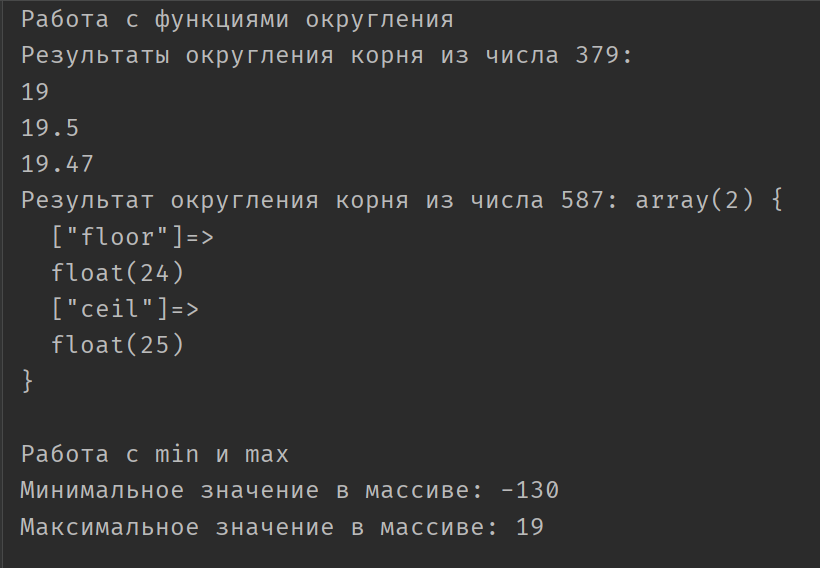 Работа с функциями округления
Результаты округления корня из числа 379:
19
19.5
19.47
Результат округления корня из числа 587: array(2) {
  ["floor"]=>
  float(24)
  ["ceil"]=>
  float(25)
}

Работа с min и max
Минимальное значение в массиве: -130
Максимальное значение в массиве: 19